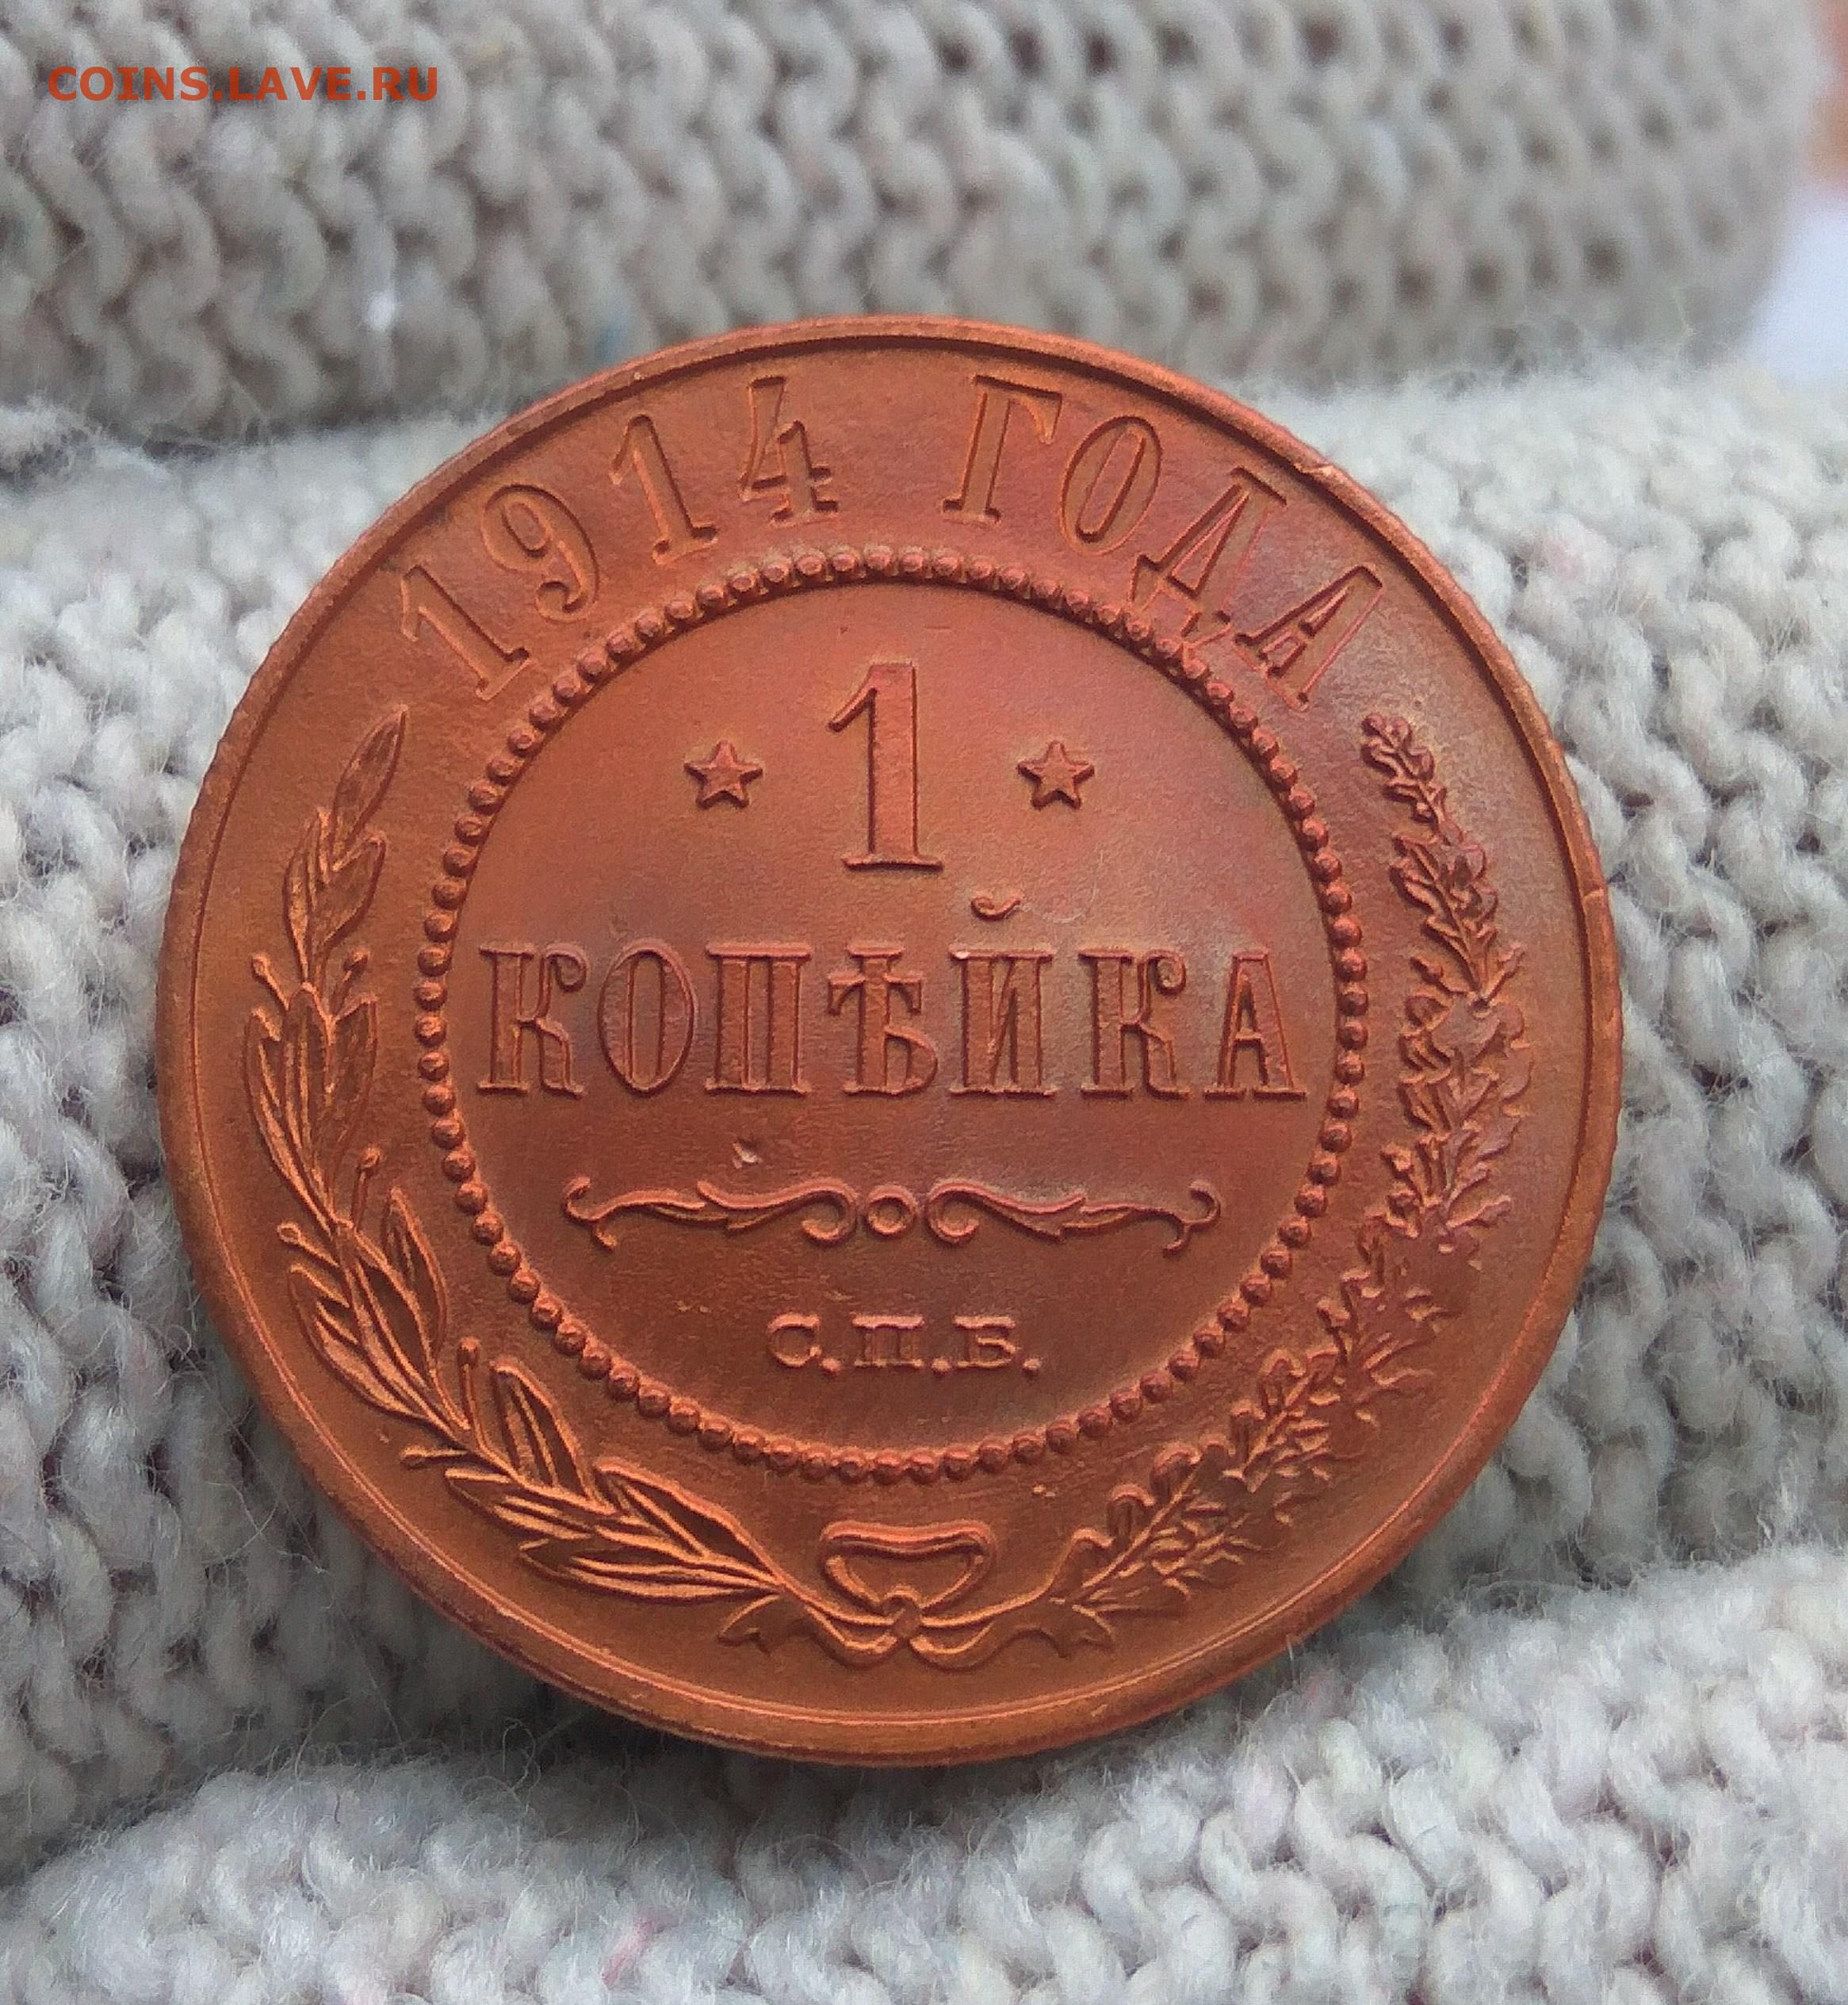 COINS.LAVE.RU
1914 ГОДА
1
КОПѢЙКА
С.П.Б.